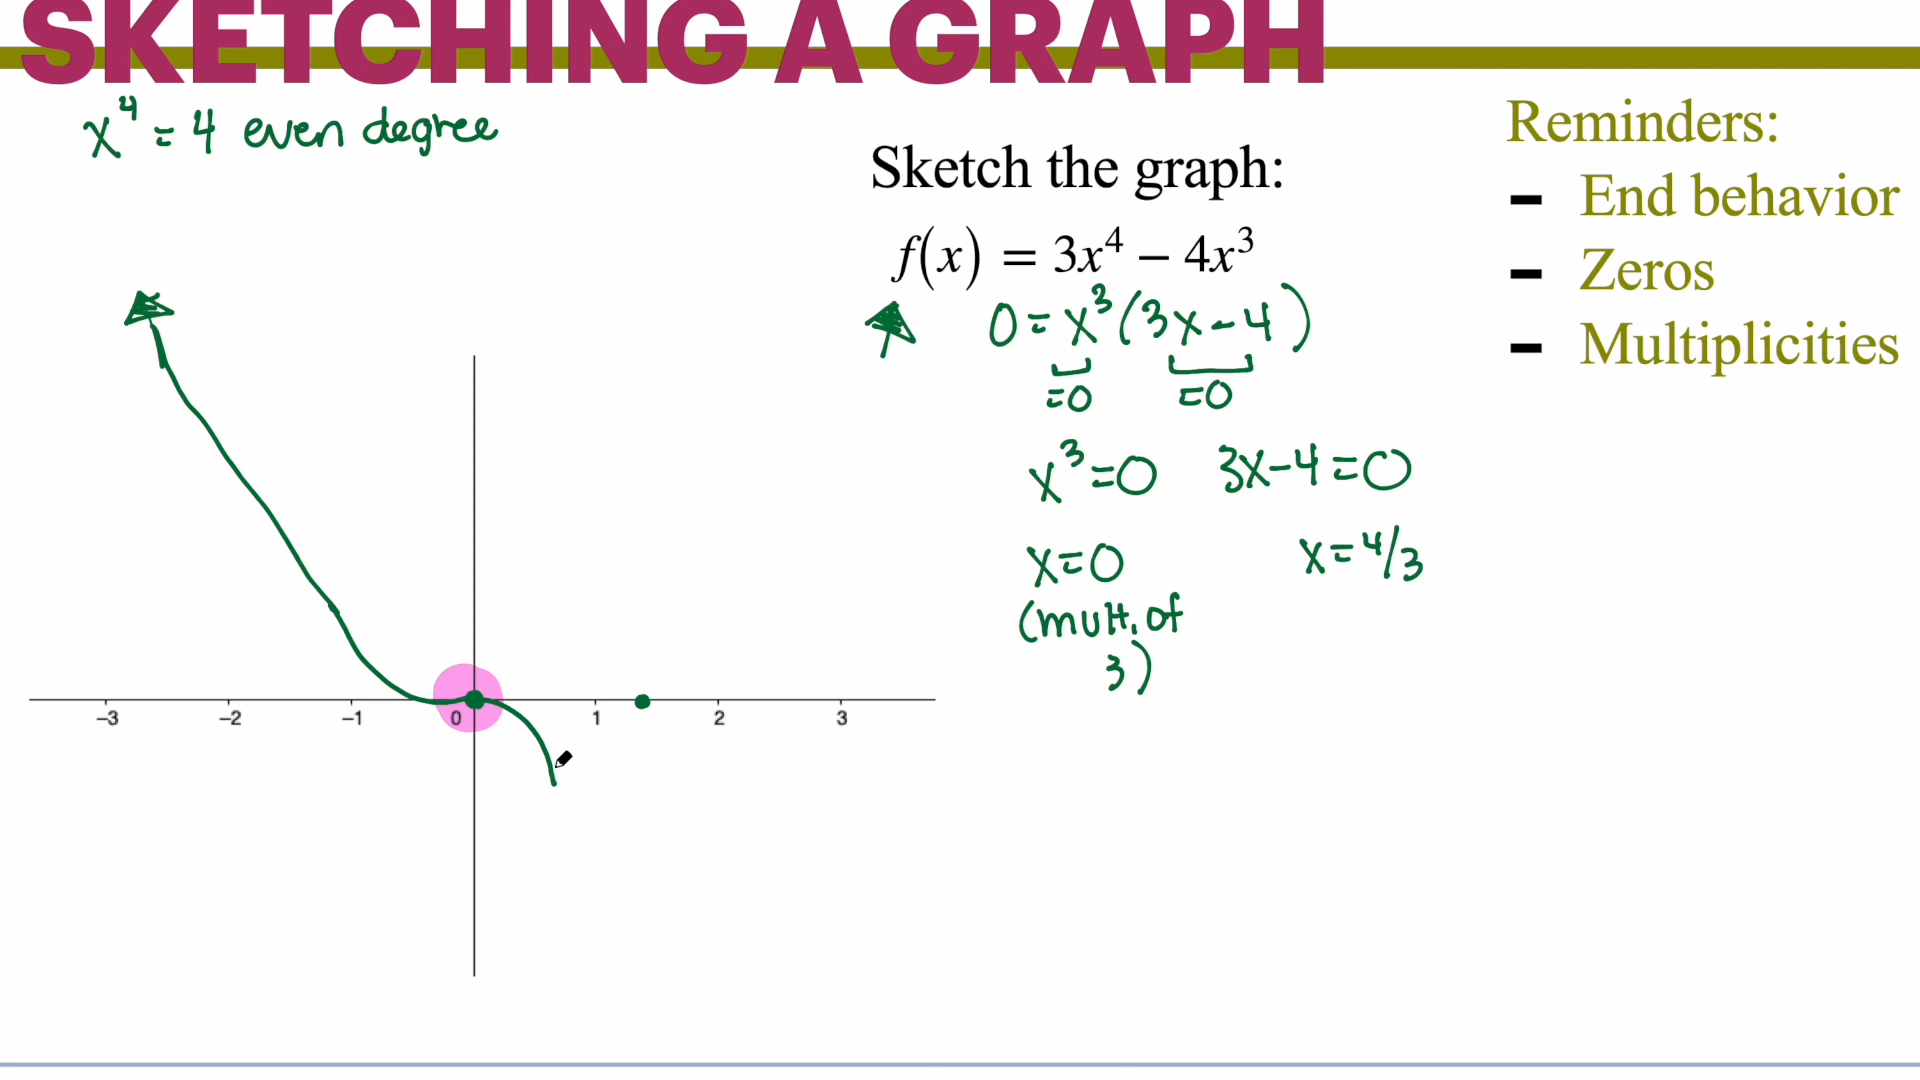 SKETCHING A GRAPH
x⁴ = 4 even degree
Sketch the graph:
f(x) = 3x⁴ – 4x³
0 = x³(3x-4)
=0 =0
x³=0 3x-4=0
x=0 x=4/3
(mult. of
3)
Reminders:
- End behavior
- Zeros
- Multiplicities
–3 –2 –1 0 1 2 3